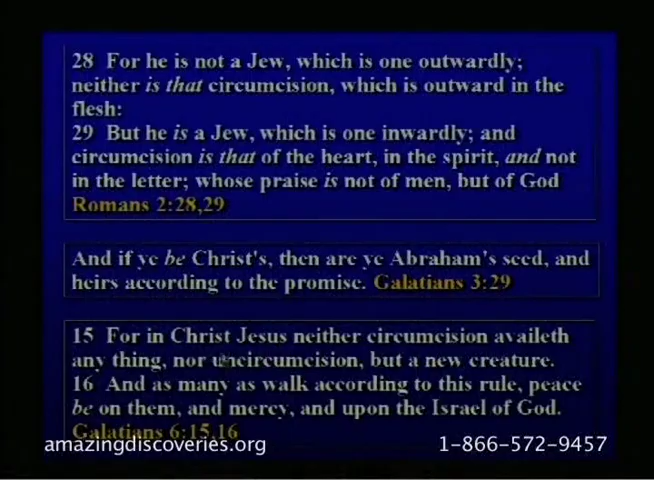 28 For he is not a Jew, which is one outwardly;
neither is that circumcision, which is outward in the
flesh:
29 But he is a Jew, which is one inwardly; and
circumcision is that of the heart, in the spirit, and not
in the letter; whose praise is not of men, but of God
Romans 2:28,29
And if ye be Christ's, then are ye Abraham's seed, and
heirs according to the promise. Galatians 3:29
15 For in Christ Jesus neither circumcision availeth
any thing, nor uncircumcision, but a new creature.
16 And as many as walk according to this rule, peace
be on them, and mercy, and upon the Israel of God.
Galatians 6:15,16
amazingdiscoveries.org 1-866-572-9457